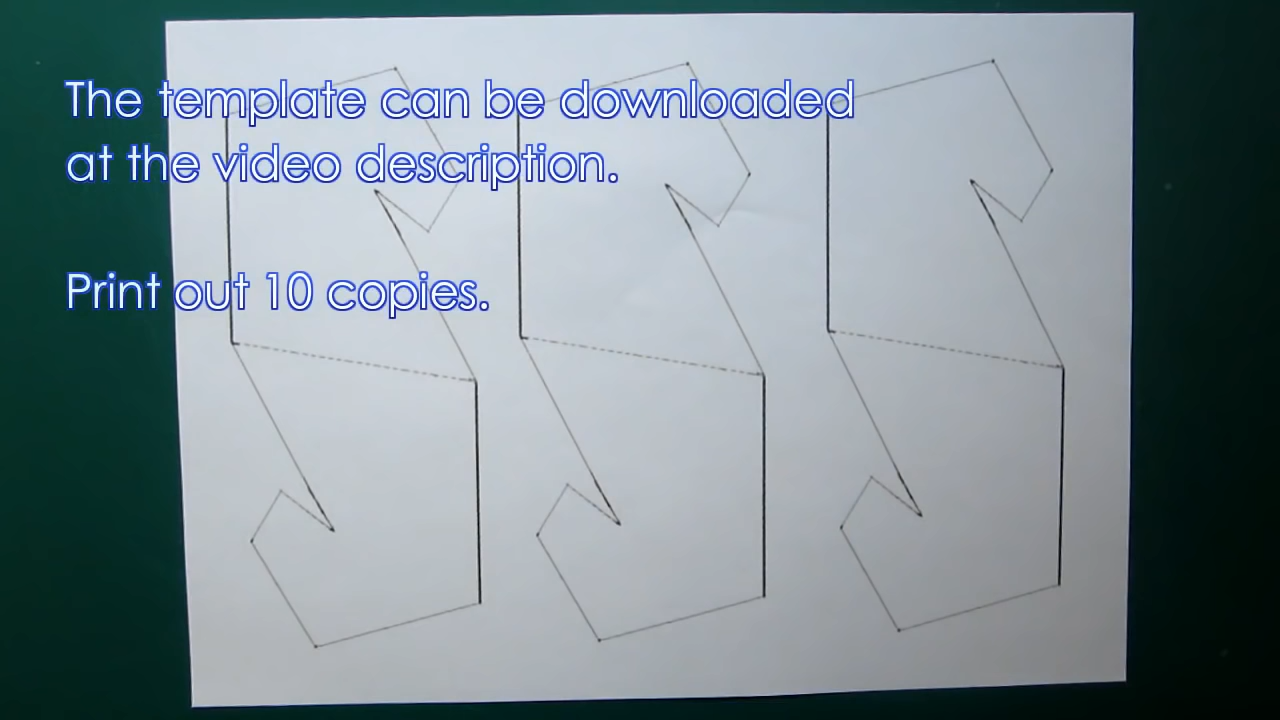 The template can be downloaded
at the video description.
Print out 10 copies.